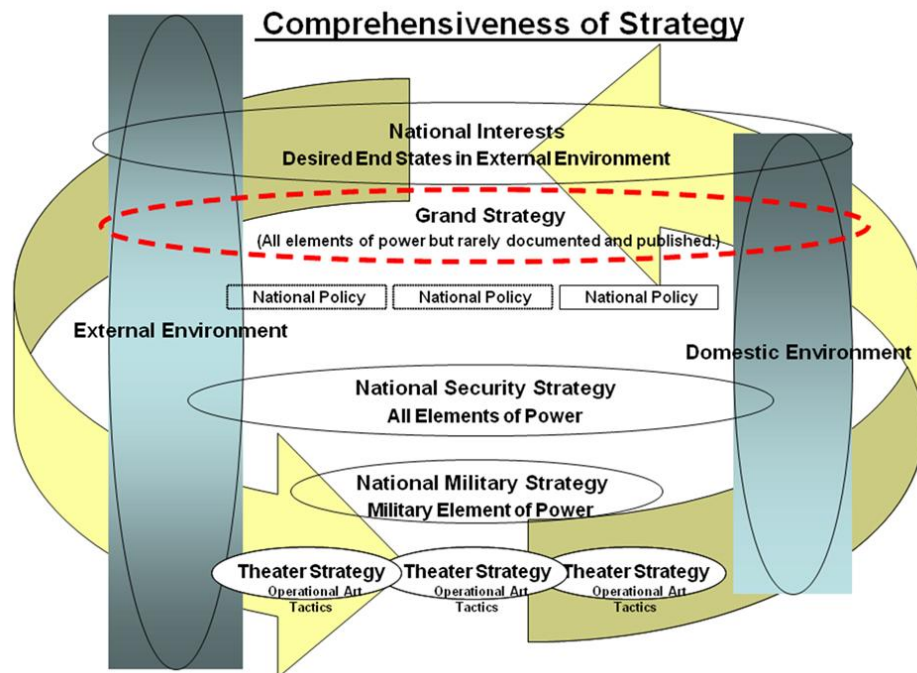 Comprehensiveness of Strategy
National Interests
Desired End States in External Environment
Grand Strategy
(All elements of power but rarely documented and published.)
National Policy
National Policy
National Policy
External Environment
Domestic Environment
National Security Strategy
All Elements of Power
National Military Strategy
Military Element of Power
Theater Strategy
Operational Art
Tactics
Theater Strategy
Operational Art
Tactics
Theater Strategy
Operational Art
Tactics